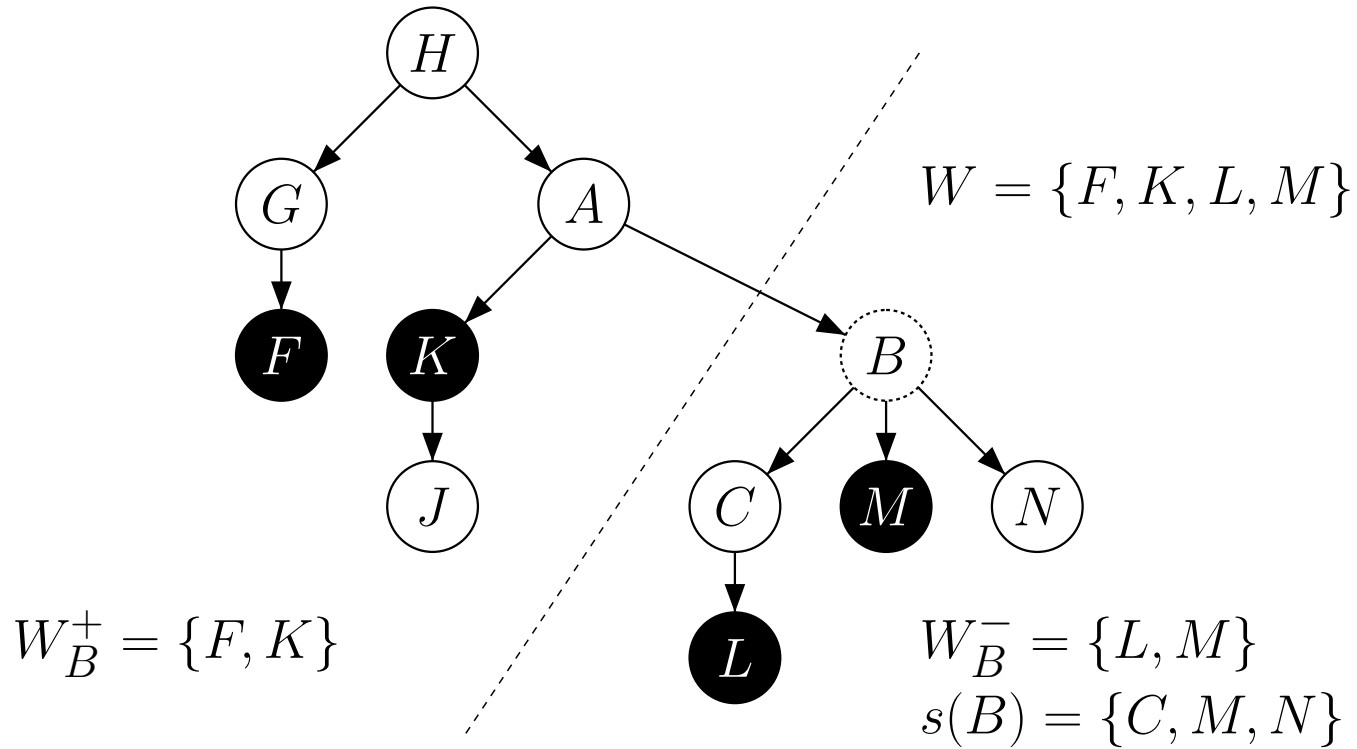 H
G
A
W = {F, K, L, M}
F
K
B
J
C
M
N
L
W_B^+ = {F, K}
W_B^- = {L, M}
s(B) = {C, M, N}